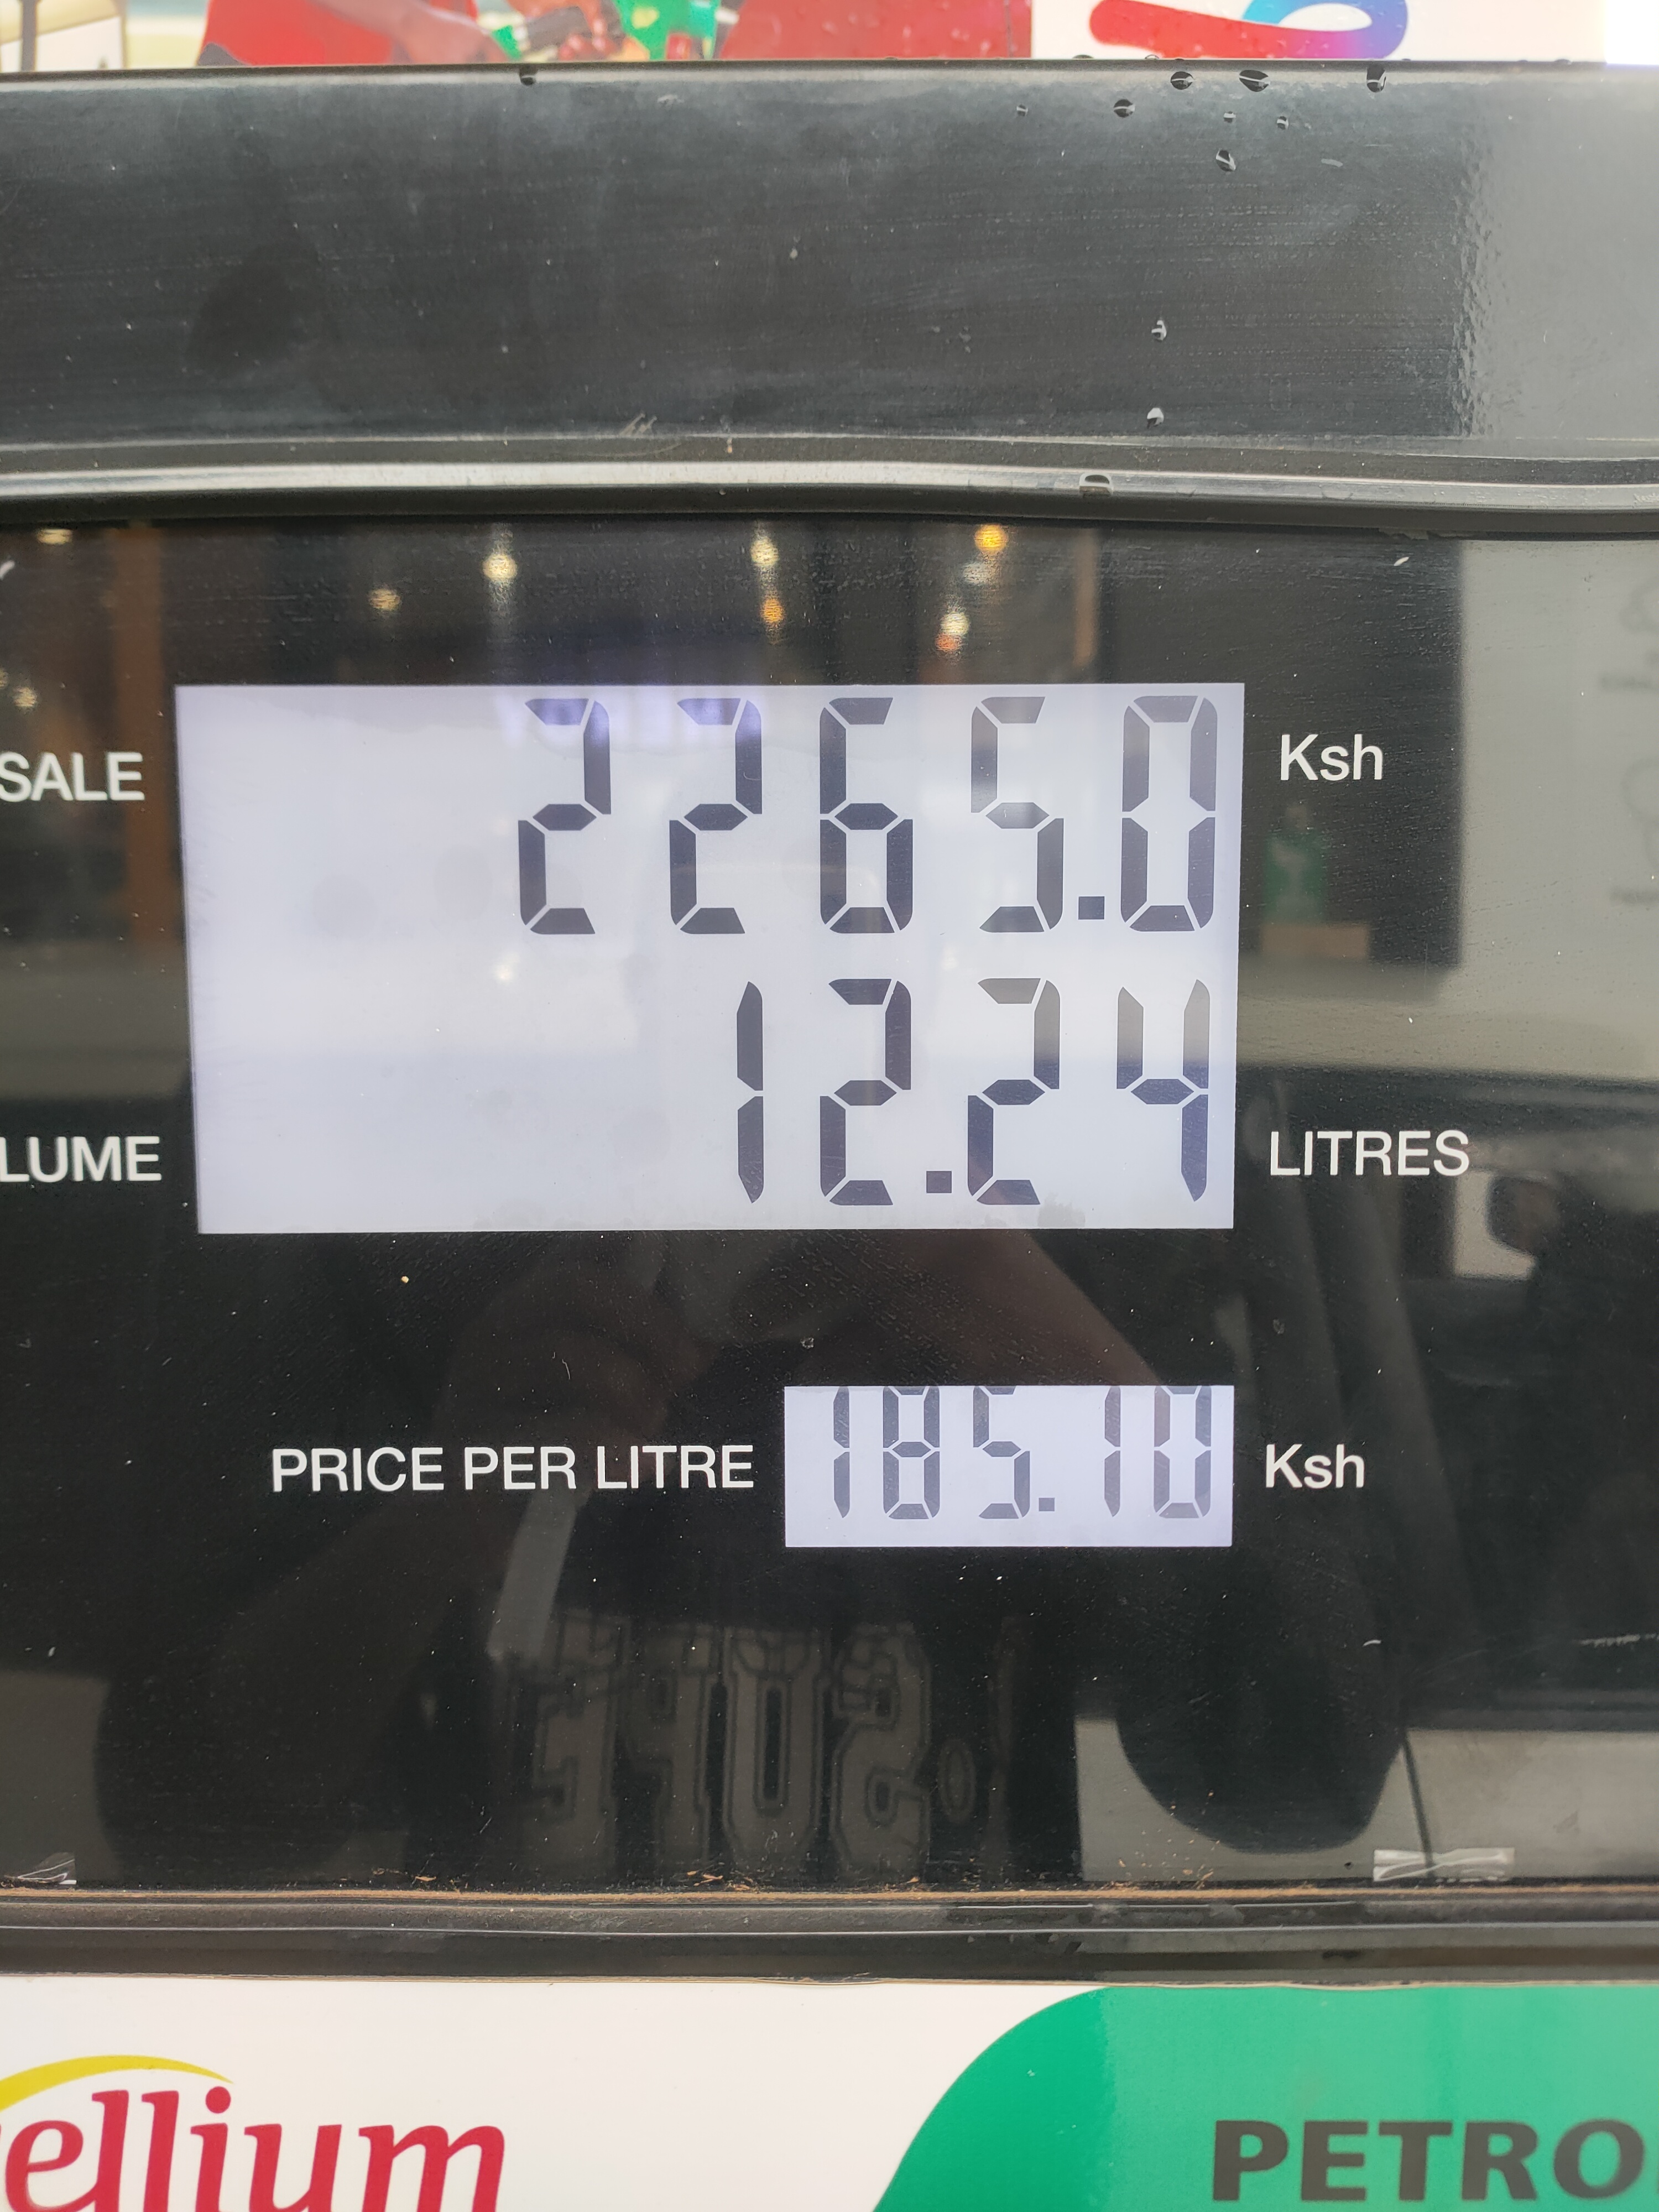 SALE 2265.0 Ksh
LUME 12.24 LITRES
PRICE PER LITRE 185.10 Ksh
ellium
PETRO